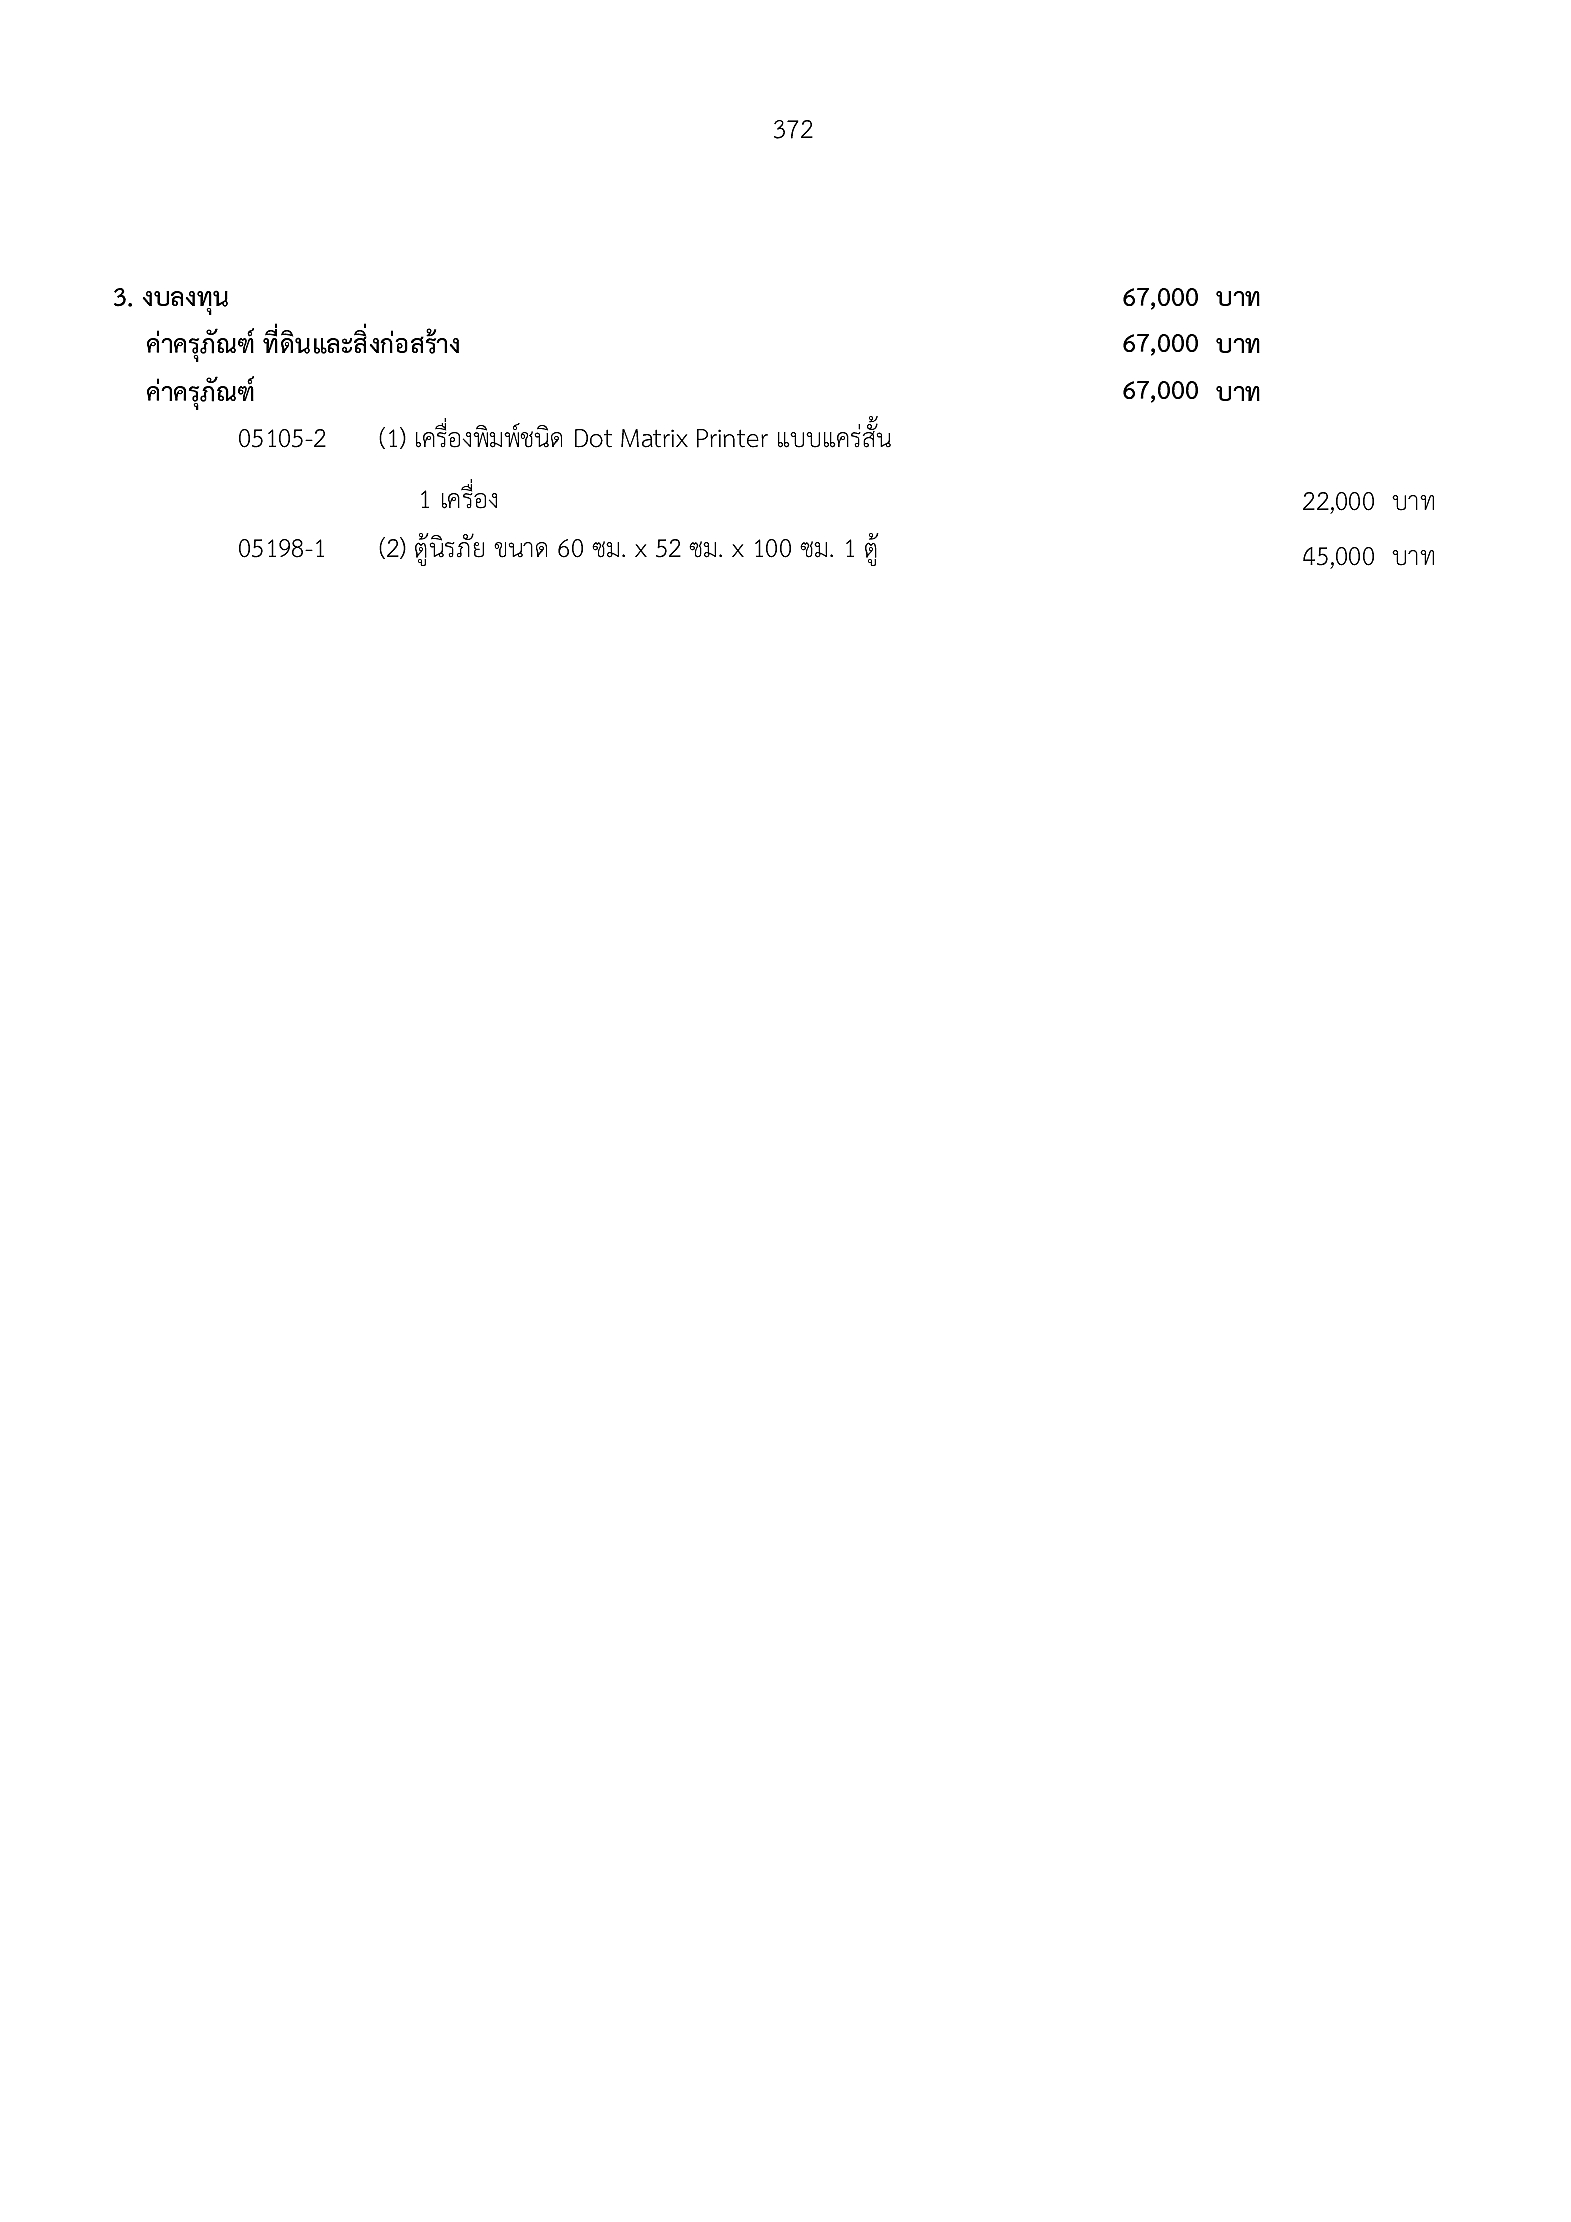 372
3. งบลงทุน 67,000 บาท
ค่าครุภัณฑ์ ที่ดินและสิ่งก่อสร้าง 67,000 บาท
ค่าครุภัณฑ์ 67,000 บาท
05105-2 (1) เครื่องพิมพ์ชนิด Dot Matrix Printer แบบแคร่สั้น
1 เครื่อง 22,000 บาท
05198-1 (2) ตู้นิรภัย ขนาด 60 ซม. x 52 ซม. x 100 ซม. 1 ตู้ 45,000 บาท